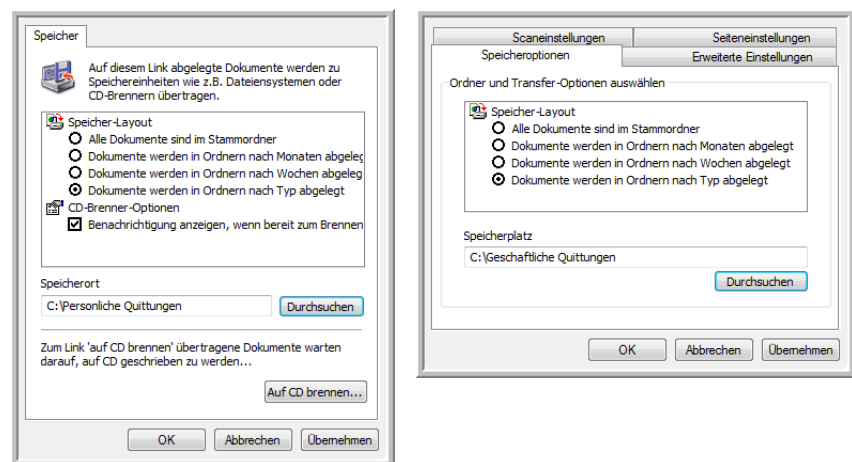 Speicher
Auf diesem Link abgelegte Dokumente werden zu
Speichereinheiten wie z.B. Dateiensystemen oder
CD-Brennern übertragen.
Speicher-Layout
Alle Dokumente sind im Stammordner
Dokumente werden in Ordnern nach Monaten abgeleg
Dokumente werden in Ordnern nach Wochen abgeleg
Dokumente werden in Ordnern nach Typ abgelegt
CD-Brenner-Optionen
Benachrichtigung anzeigen, wenn bereit zum Brennen
Speicherort
C:\Personliche Quittungen
Durchsuchen
Zum Link 'auf CD brennen' übertragene Dokumente warten
darauf, auf CD geschrieben zu werden...
Auf CD brennen...
OK Abbrechen Übernehmen
Scaneinstellungen Seiteneinstellungen
Speicheroptionen Erweiterte Einstellungen
Ordner und Transfer-Optionen auswählen
Speicher-Layout
Alle Dokumente sind im Stammordner
Dokumente werden in Ordnern nach Monaten abgelegt
Dokumente werden in Ordnern nach Wochen abgelegt
Dokumente werden in Ordnern nach Typ abgelegt
Speicherplatz
C:\Geschaftliche Quittungen
Durchsuchen
OK Abbrechen Übernehmen